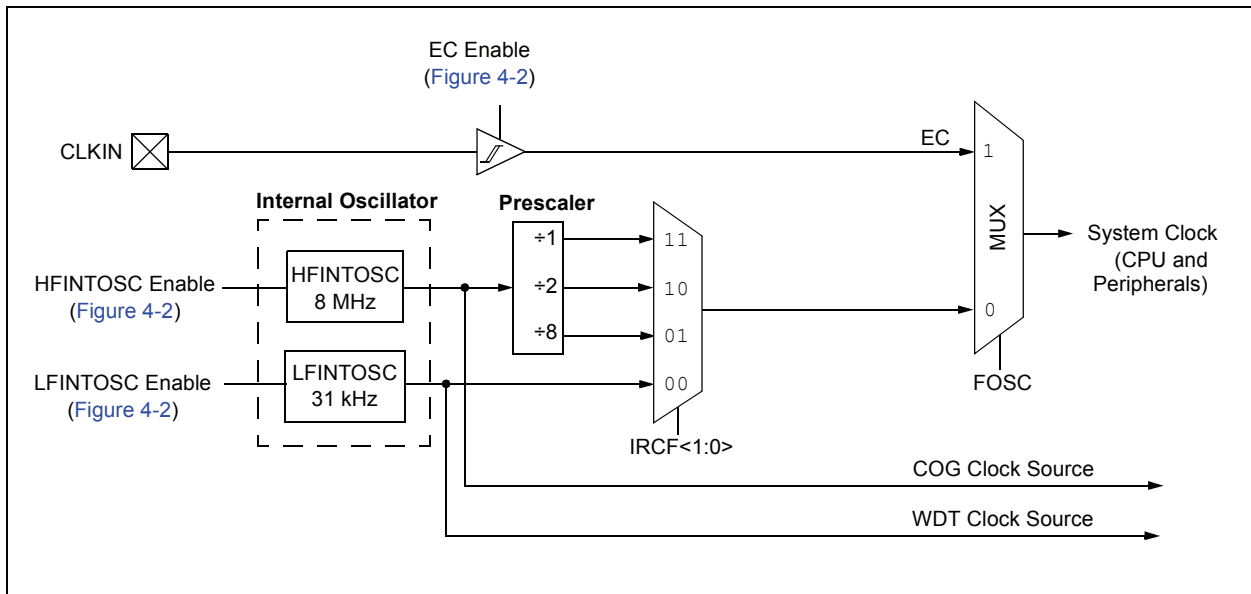 EC Enable
(Figure 4-2)
CLKIN
EC
1
Internal Oscillator
Prescaler
MUX
÷1
11
HFINTOSC Enable
(Figure 4-2)
HFINTOSC
8 MHz
÷2
10
System Clock
(CPU and
Peripherals)
÷8
01
0
LFINTOSC Enable
(Figure 4-2)
LFINTOSC
31 kHz
00
FOSC
IRCF<1:0>
COG Clock Source
WDT Clock Source